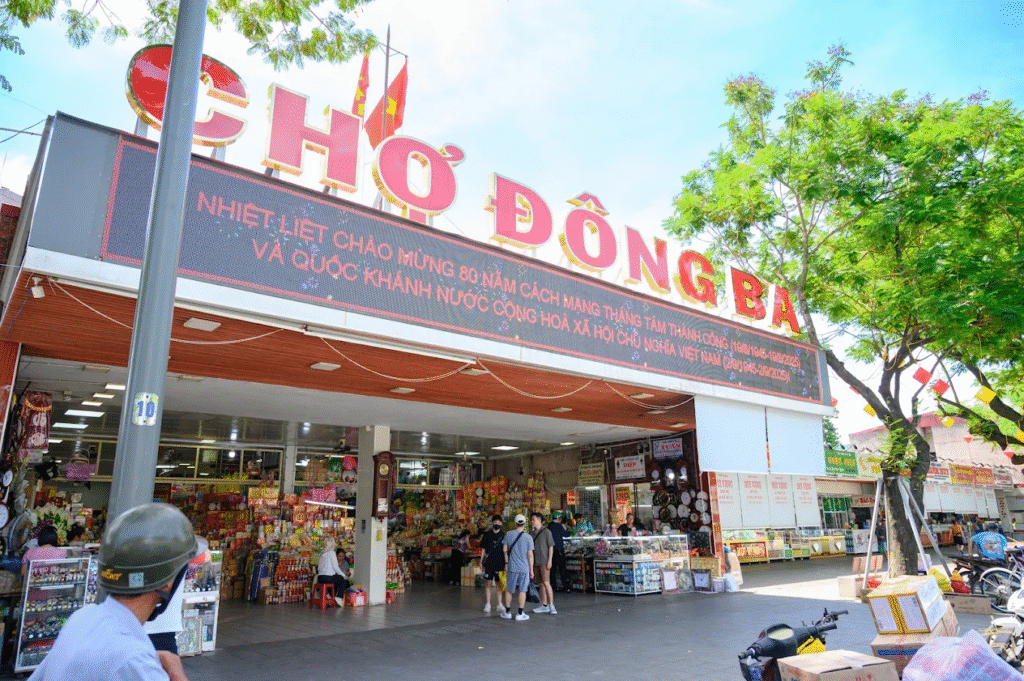 CHỢ ĐÔNG BA
NHIỆT LIỆT CHÀO MỪNG 80 NĂM CÁCH MẠNG THÁNG TÁM THÀNH CÔNG (19/8/1945-19/8/2025)
VÀ QUỐC KHÁNH NƯỚC CỘNG HOÀ XÃ HỘI CHỦ NGHĨA VIỆT NAM (2/9/1945-2/9/2025)
10